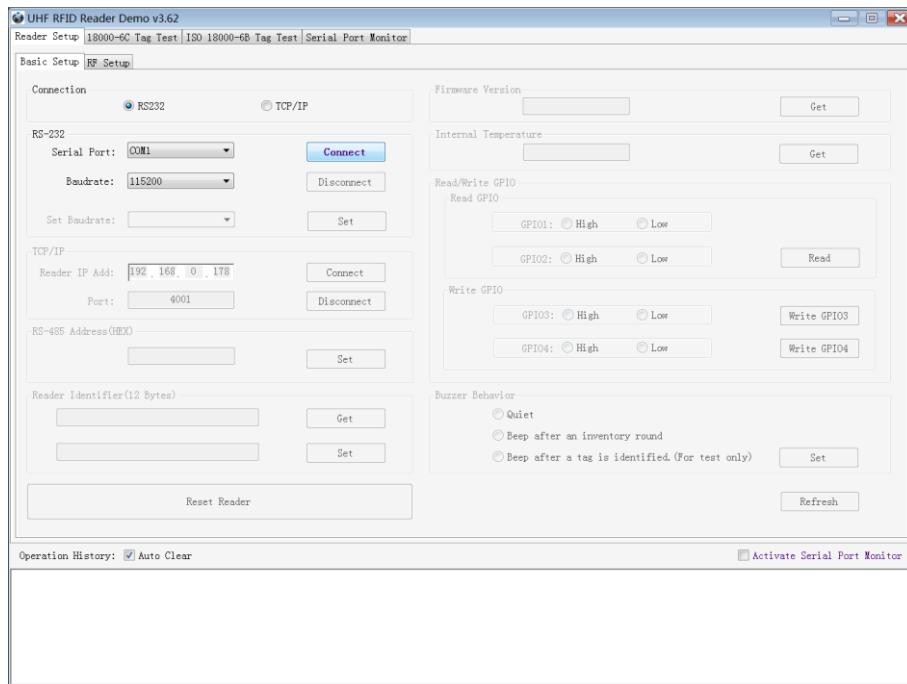 UHF RFID Reader Demo v3.62
Reader Setup 18000-6C Tag Test ISO 18000-6B Tag Test Serial Port Monitor
Basic Setup RF Setup
Connection
RS232 TCP/IP
RS-232
Serial Port: COM1 Connect
Baudrate: 115200 Disconnect
Set Baudrate: Set
TCP/IP
Reader IP Add: 192 . 168 . 0 . 178 Connect
Port: 4001 Disconnect
RS-485 Address(HEX)
Set
Reader Identifier(12 Bytes)
Get
Set
Reset Reader
Firmware Version
Get
Internal Temperature
Get
Read/Write GPIO
Read GPIO
GPIO1: High Low
GPIO2: High Low Read
Write GPIO
GPIO3: High Low Write GPIO3
GPIO4: High Low Write GPIO4
Buzzer Behavior
Quiet
Beep after an inventory round
Beep after a tag is identified.(For test only) Set
Refresh
Operation History: Auto Clear Activate Serial Port Monitor